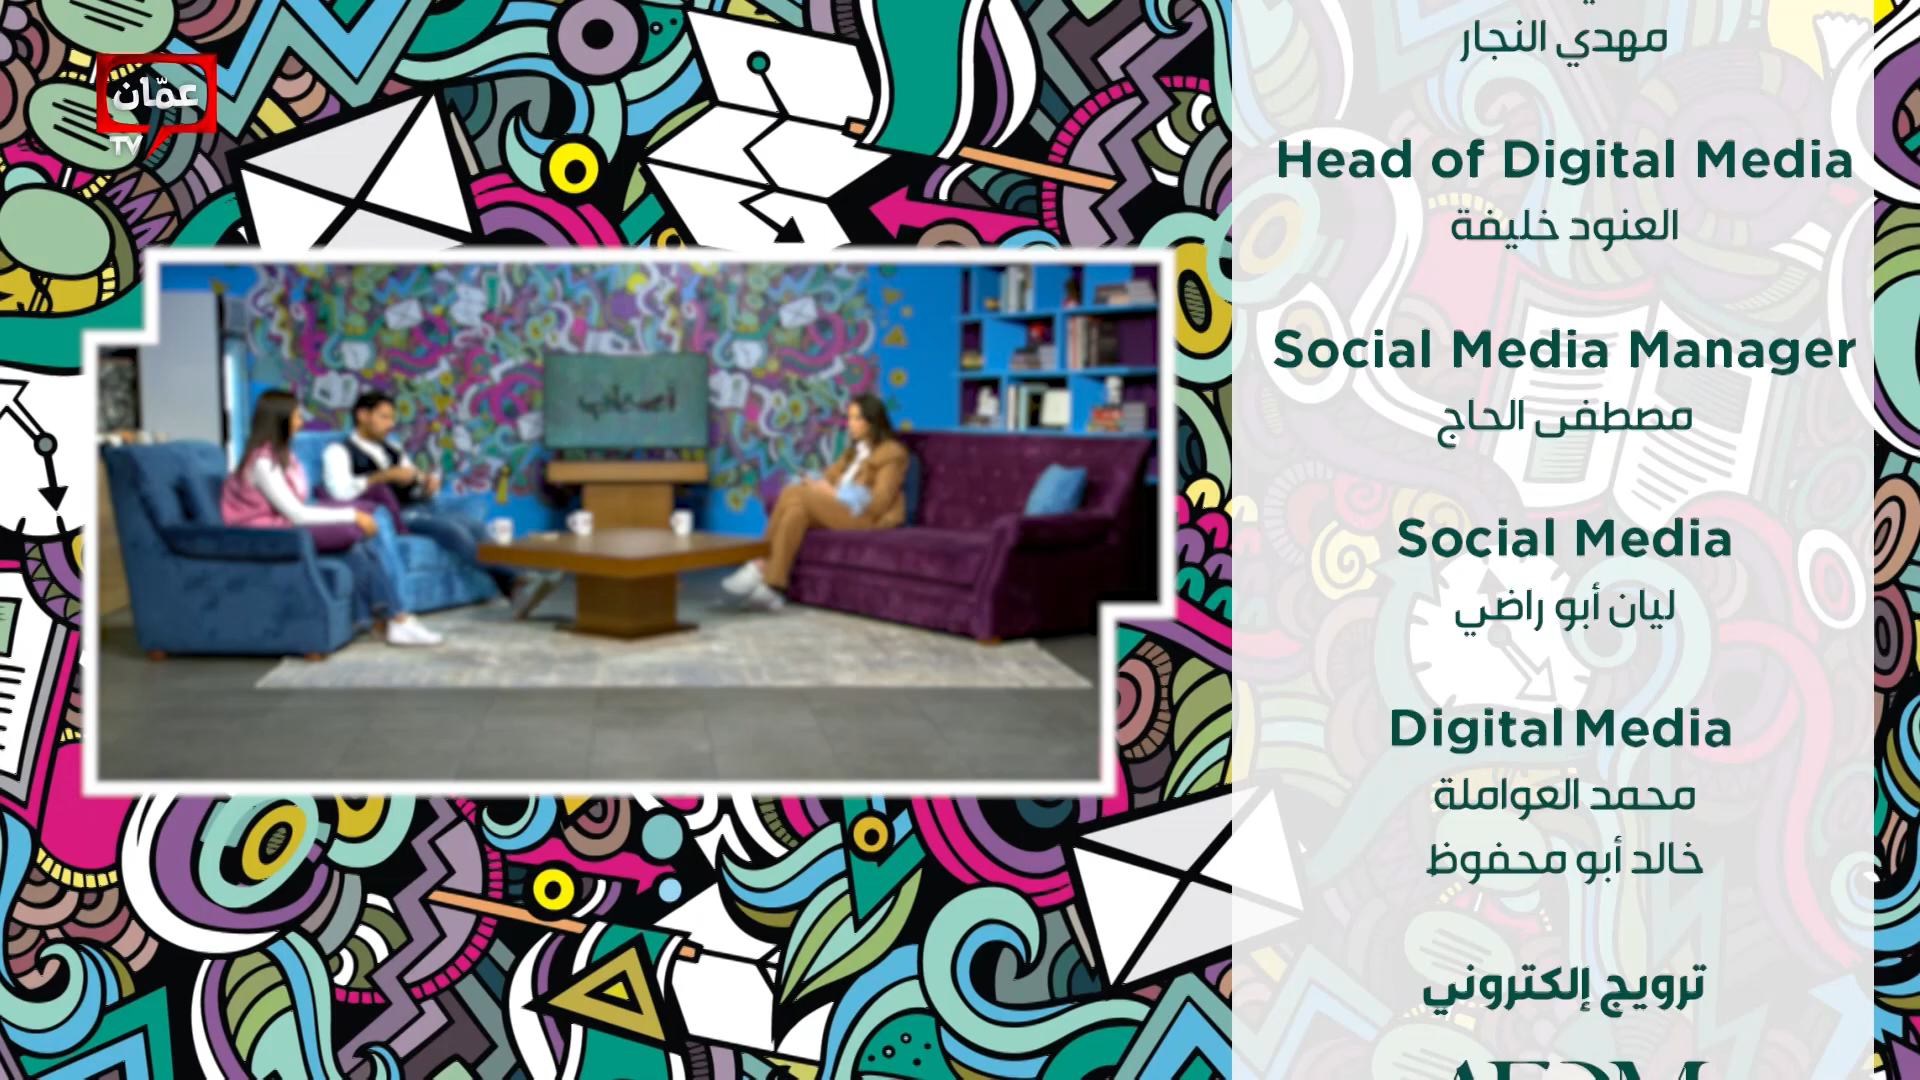 عمّان
TV
مهدي النجار
Head of Digital Media
العنود خليفة
Social Media Manager
مصطفى الحاج
Social Media
ليان أبو راضي
Digital Media
محمد العواملة
خالد أبو محفوظ
ترويج إلكتروني